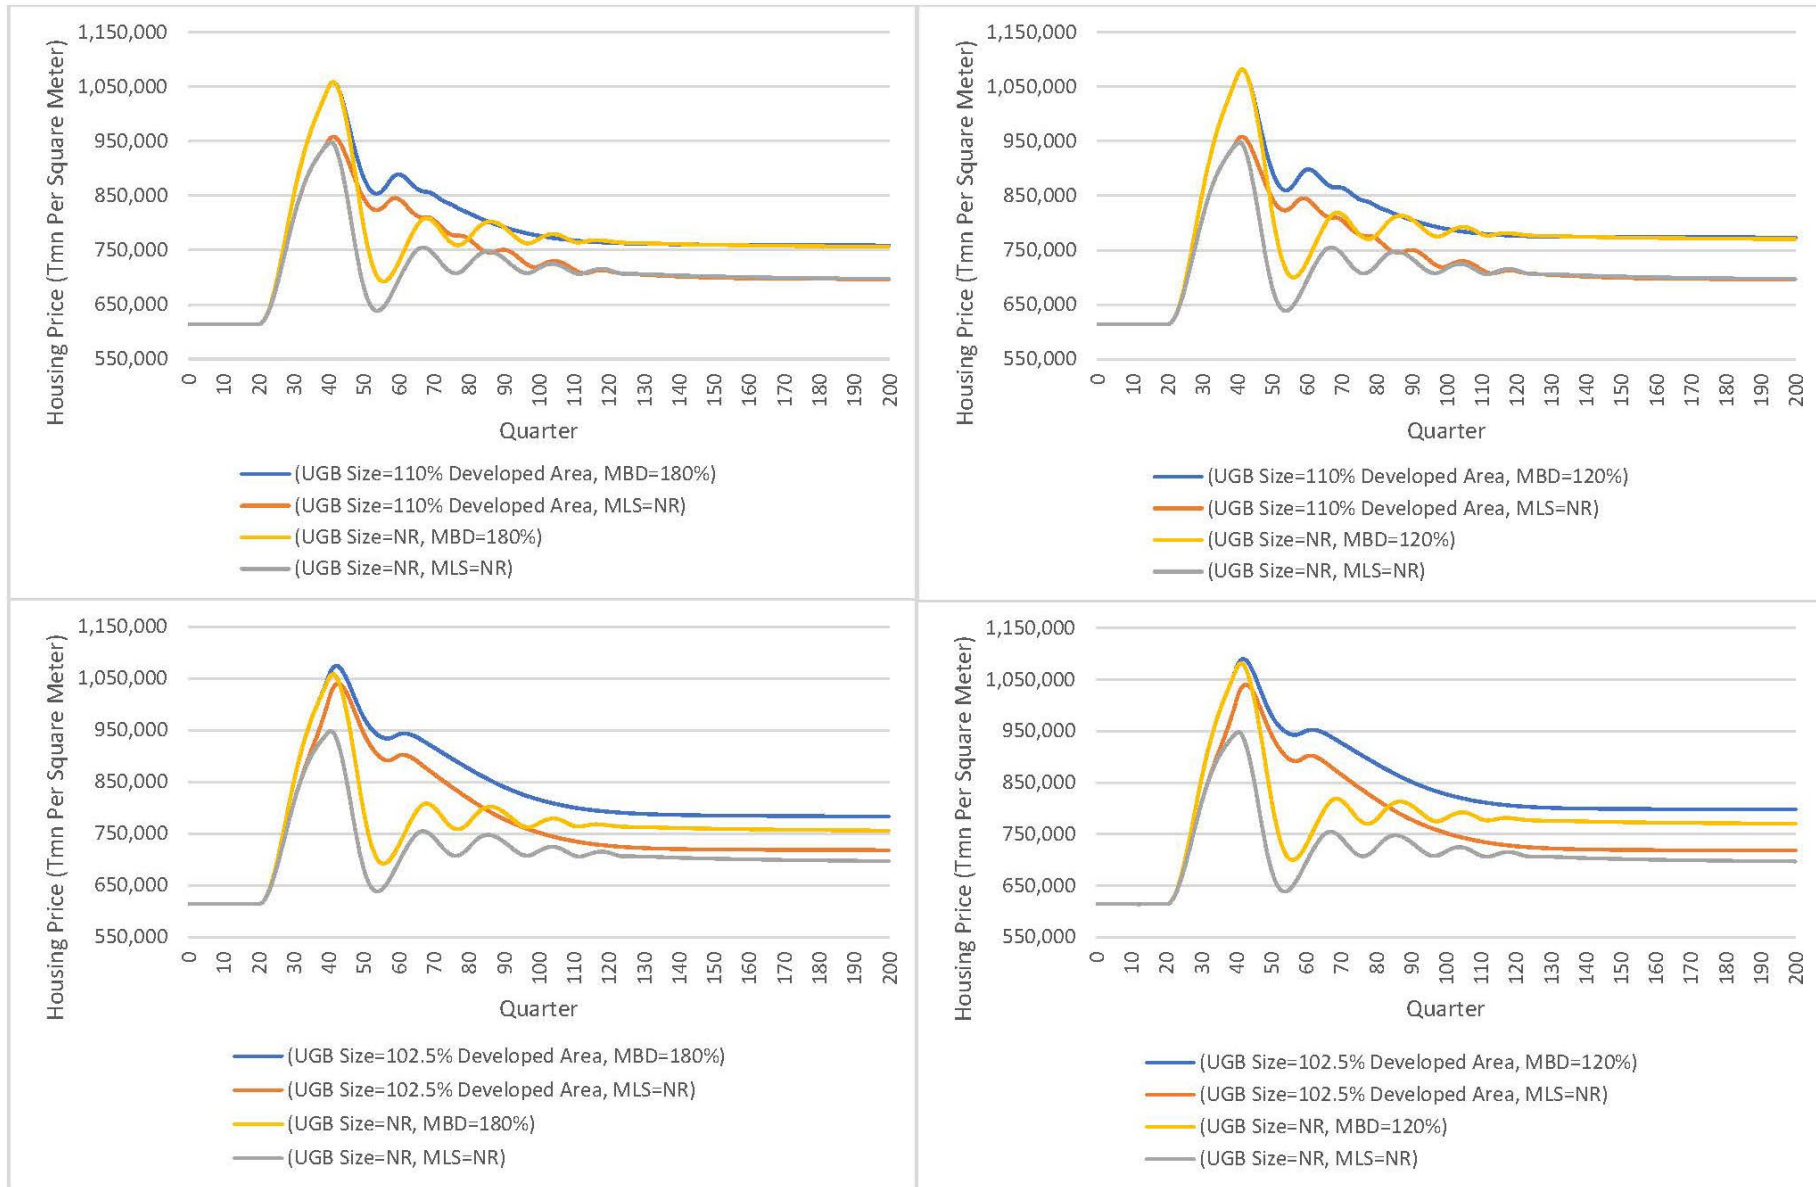 1,150,000
1,050,000
950,000
850,000
750,000
650,000
550,000
Housing Price (Tmn Per Square Meter)
0 10 20 30 40 50 60 70 80 90 100 110 120 130 140 150 160 170 180 190 200
Quarter
(UGB Size=110% Developed Area, MBD=180%)
(UGB Size=110% Developed Area, MLS=NR)
(UGB Size=NR, MBD=180%)
(UGB Size=NR, MLS=NR)
1,150,000
1,050,000
950,000
850,000
750,000
650,000
550,000
Housing Price (Tmn Per Square Meter)
0 10 20 30 40 50 60 70 80 90 100 110 120 130 140 150 160 170 180 190 200
Quarter
(UGB Size=110% Developed Area, MBD=120%)
(UGB Size=110% Developed Area, MLS=NR)
(UGB Size=NR, MBD=120%)
(UGB Size=NR, MLS=NR)
1,150,000
1,050,000
950,000
850,000
750,000
650,000
550,000
Housing Price (Tmn Per Square Meter)
0 10 20 30 40 50 60 70 80 90 100 110 120 130 140 150 160 170 180 190 200
Quarter
(UGB Size=102.5% Developed Area, MBD=180%)
(UGB Size=102.5% Developed Area, MLS=NR)
(UGB Size=NR, MBD=180%)
(UGB Size=NR, MLS=NR)
1,150,000
1,050,000
950,000
850,000
750,000
650,000
550,000
Housing Price (Tmn Per Square Meter)
0 10 20 30 40 50 60 70 80 90 100 110 120 130 140 150 160 170 180 190 200
Quarter
(UGB Size=102.5% Developed Area, MBD=120%)
(UGB Size=102.5% Developed Area, MLS=NR)
(UGB Size=NR, MBD=120%)
(UGB Size=NR, MLS=NR)